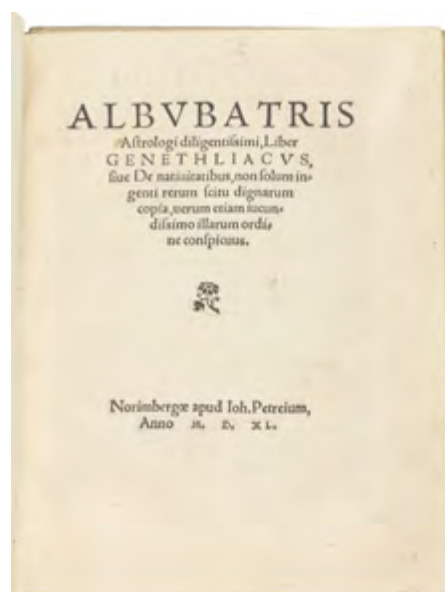 ALBVBATRIS
Aſtrologi diligentiſsimi, Liber
GENETHLIACVS,
ſiue De natiuitatibus, non ſolum in-
genti rerum ſcitu dignarum
copia, uerum etiam iucun-
diſsimo illarum ordi-
ne conſpicuus.
Norimbergæ apud Ioh. Petreium,
Anno M. D. XL.